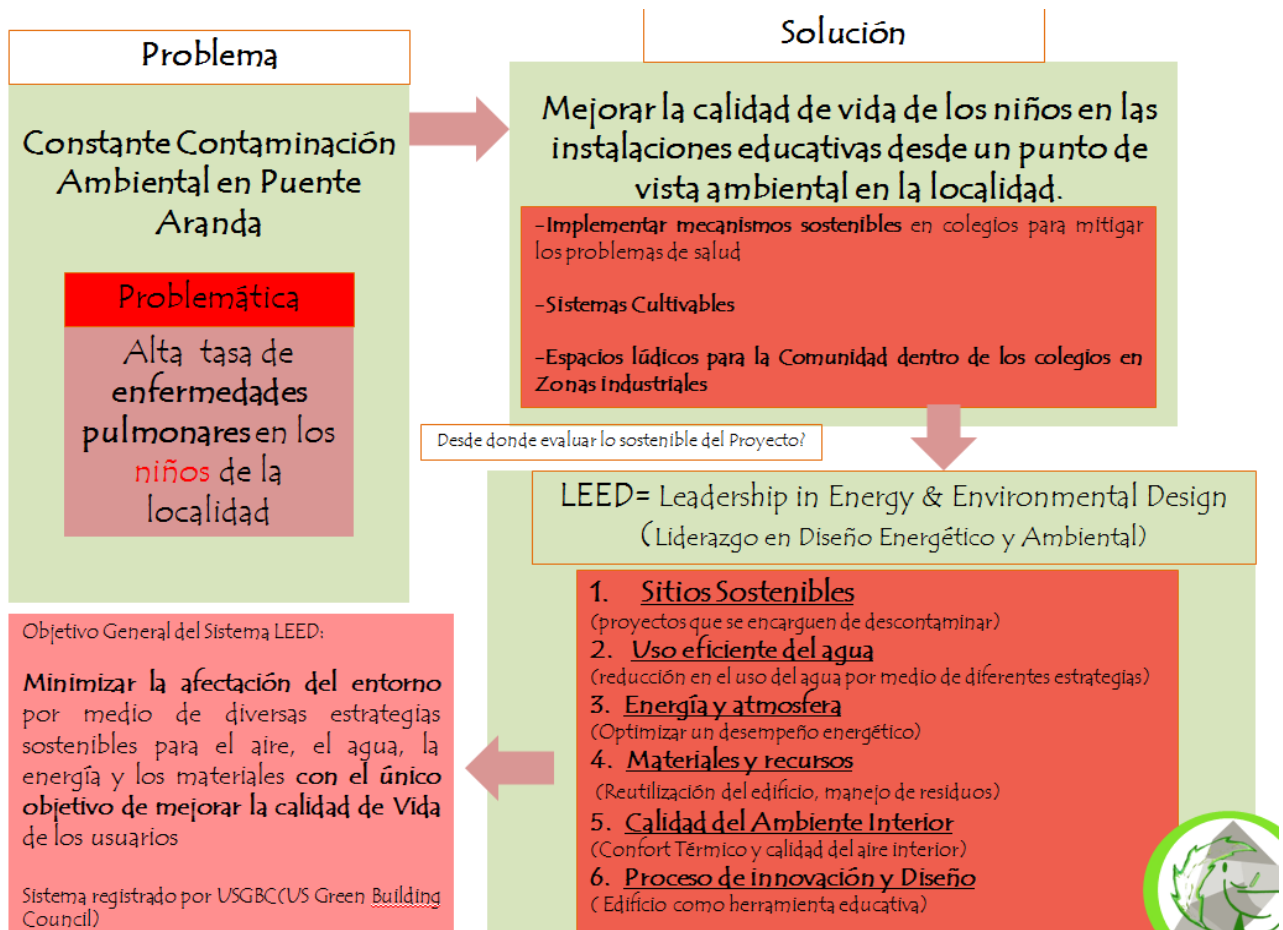 Problema
Constante Contaminación
Ambiental en Puente
Aranda
Problemática
Alta tasa de
enfermedades
pulmonares en los
niños de la
localidad
Solución
Mejorar la calidad de vida de los niños en las
instalaciones educativas desde un punto de
vista ambiental en la localidad.
-Implementar mecanismos sostenibles en colegios para mitigar
los problemas de salud
-Sistemas Cultivables
-Espacios lúdicos para la Comunidad dentro de los colegios en
Zonas industriales
Desde donde evaluar lo sostenible del Proyecto?
LEED= Leadership in Energy & Environmental Design
(Liderazgo en Diseño Energético y Ambiental)
1. Sitios Sostenibles
(proyectos que se encarguen de descontaminar)
2. Uso eficiente del agua
(reducción en el uso del agua por medio de diferentes estrategias)
3. Energía y atmosfera
(Optimizar un desempeño energético)
4. Materiales y recursos
(Reutilización del edificio, manejo de residuos)
5. Calidad del Ambiente Interior
(Confort Térmico y calidad del aire interior)
6. Proceso de innovación y Diseño
( Edificio como herramienta educativa)
Objetivo General del Sistema LEED:
Minimizar la afectación del entorno
por medio de diversas estrategias
sostenibles para el aire, el agua, la
energía y los materiales con el único
objetivo de mejorar la calidad de Vida
de los usuarios
Sistema registrado por USGBC(US Green Building
Council)